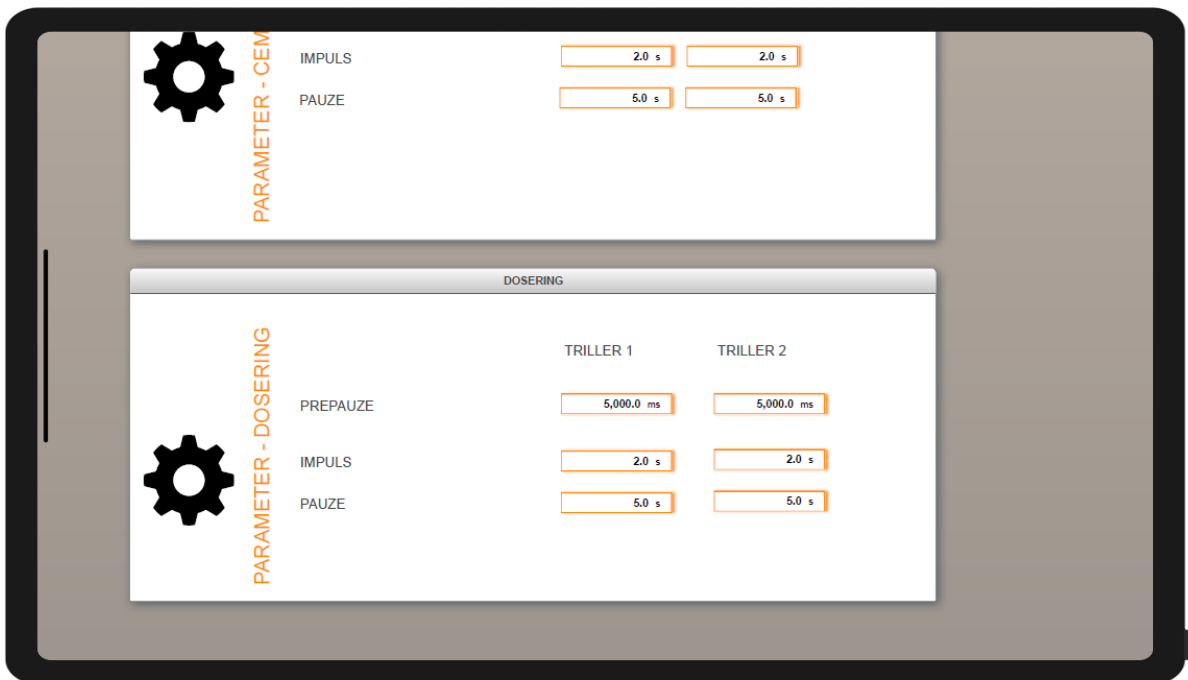 PARAMETER - CEM
IMPULS 2.0 s 2.0 s
PAUZE 5.0 s 5.0 s
DOSERING
PARAMETER - DOSERING
TRILLER 1 TRILLER 2
PREPAUZE 5,000.0 ms 5,000.0 ms
IMPULS 2.0 s 2.0 s
PAUZE 5.0 s 5.0 s